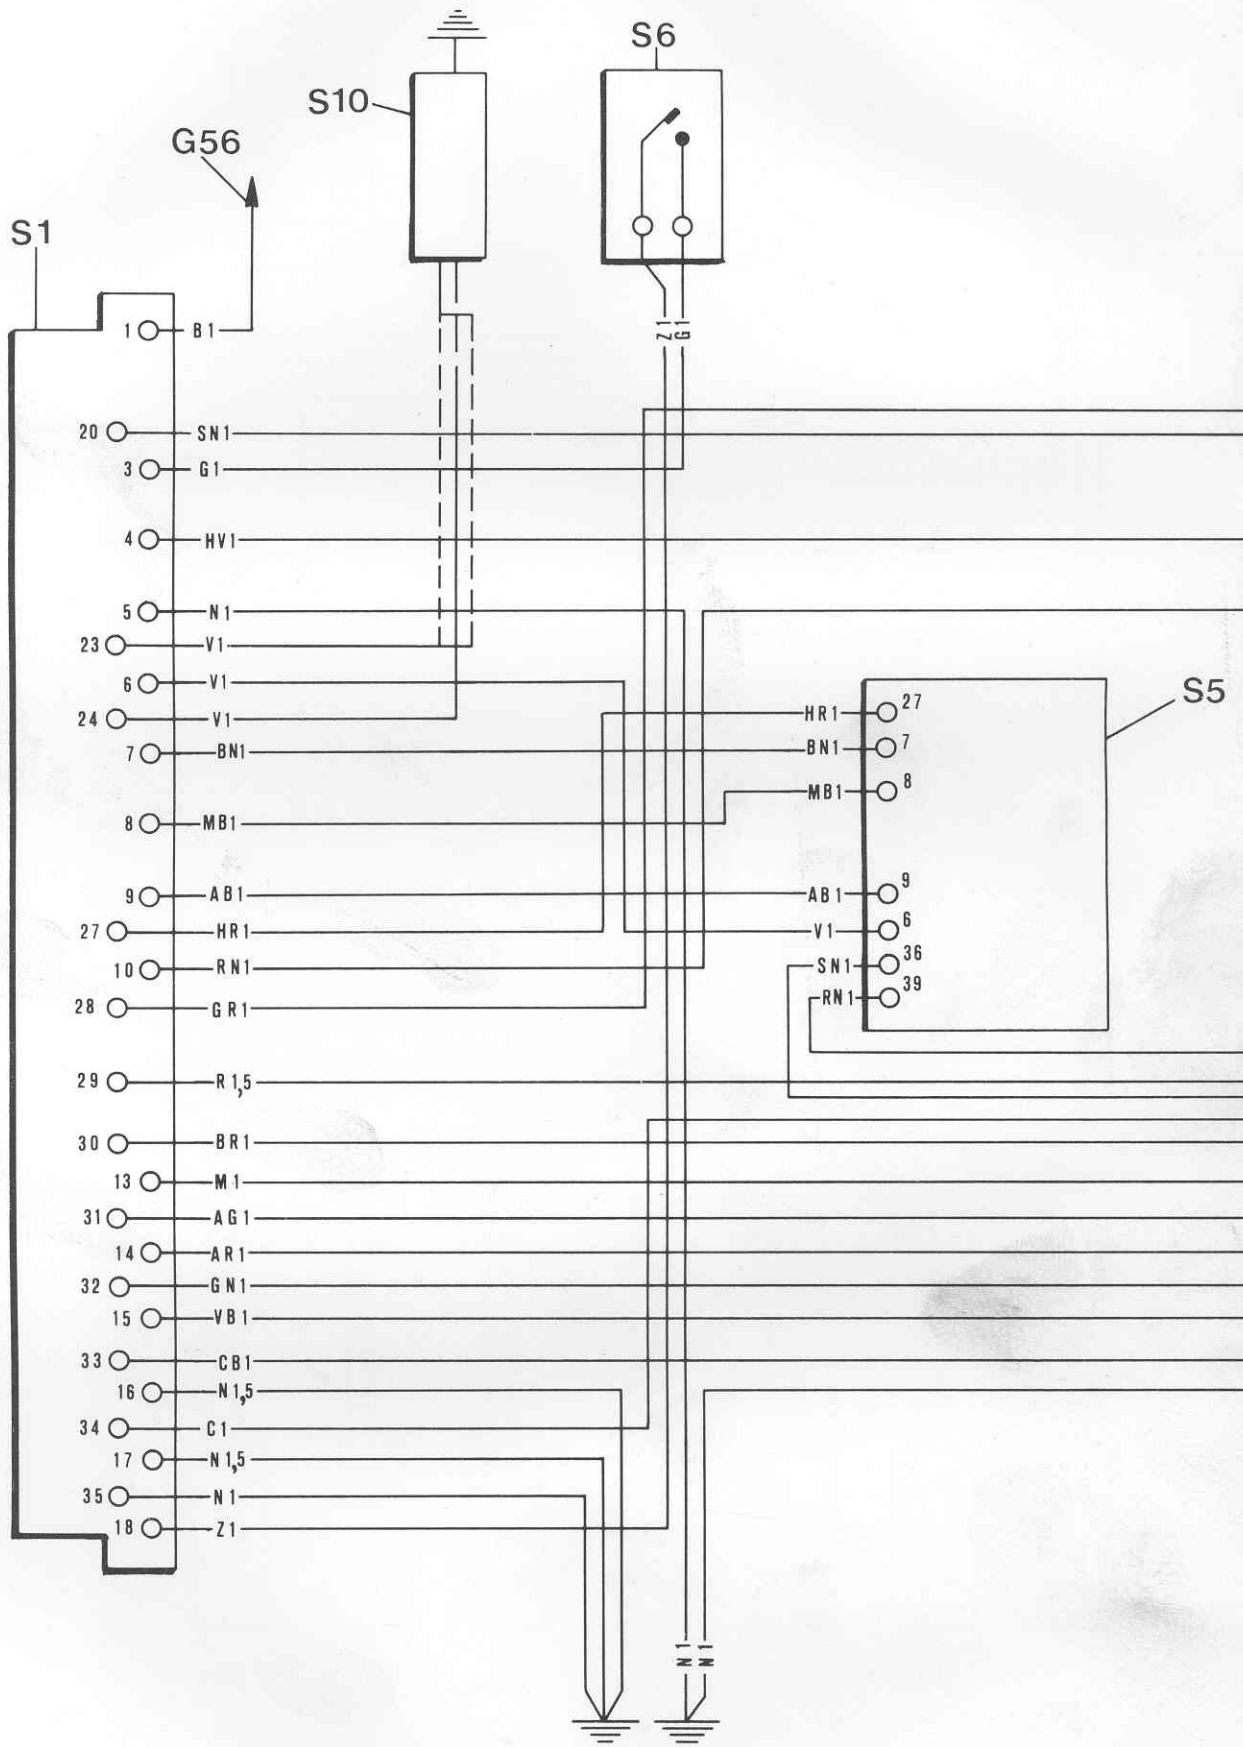 S6
S10
G56
S1
1 B1
Z1
G1
20 SN1
3 G1
4 HV1
5 N1
23 V1
6 V1
24 V1
7 BN1
8 MB1
9 AB1
27 HR1
10 RN1
28 GR1
29 R1,5
30 BR1
13 M1
31 AG1
14 AR1
32 GN1
15 VB1
33 CB1
16 N1,5
34 C1
17 N1,5
35 N1
18 Z1
S5
HR1 27
BN1 7
MB1 8
AB1 9
V1 6
SN1 36
RN1 39
N1
N1